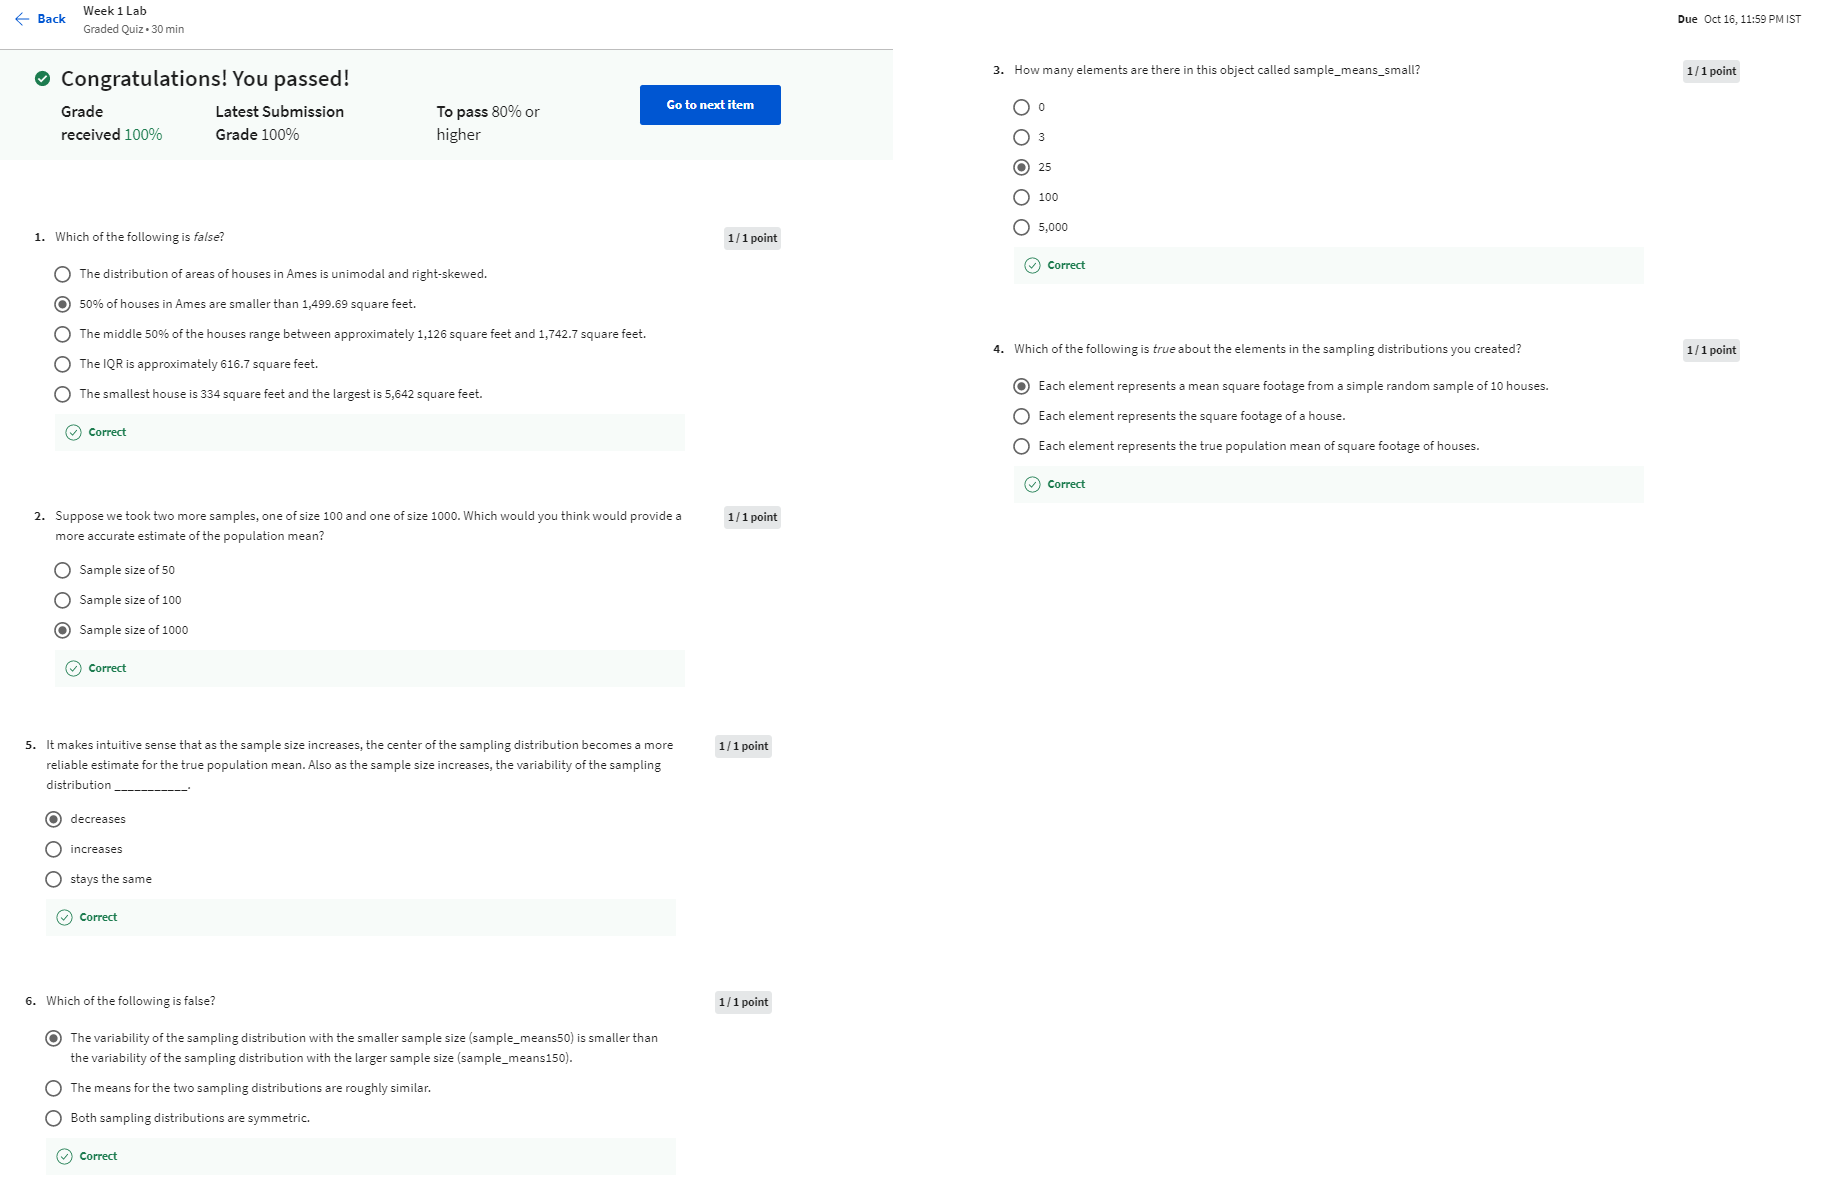 Back
Week 1 Lab
Graded Quiz • 30 min
Due Oct 16, 11:59 PM IST
Congratulations! You passed!
Grade received 100%
Latest Submission Grade 100%
To pass 80% or higher
Go to next item
1. Which of the following is false?
1 / 1 point
The distribution of areas of houses in Ames is unimodal and right-skewed.
50% of houses in Ames are smaller than 1,499.69 square feet.
The middle 50% of the houses range between approximately 1,126 square feet and 1,742.7 square feet.
The IQR is approximately 616.7 square feet.
The smallest house is 334 square feet and the largest is 5,642 square feet.
Correct
2. Suppose we took two more samples, one of size 100 and one of size 1000. Which would you think would provide a
more accurate estimate of the population mean?
1 / 1 point
Sample size of 50
Sample size of 100
Sample size of 1000
Correct
3. How many elements are there in this object called sample_means_small?
1 / 1 point
0
3
25
100
5,000
Correct
4. Which of the following is true about the elements in the sampling distributions you created?
1 / 1 point
Each element represents a mean square footage from a simple random sample of 10 houses.
Each element represents the square footage of a house.
Each element represents the true population mean of square footage of houses.
Correct
5. It makes intuitive sense that as the sample size increases, the center of the sampling distribution becomes a more
reliable estimate for the true population mean. Also as the sample size increases, the variability of the sampling
distribution ___________.
1 / 1 point
decreases
increases
stays the same
Correct
6. Which of the following is false?
1 / 1 point
The variability of the sampling distribution with the smaller sample size (sample_means50) is smaller than
the variability of the sampling distribution with the larger sample size (sample_means150).
The means for the two sampling distributions are roughly similar.
Both sampling distributions are symmetric.
Correct